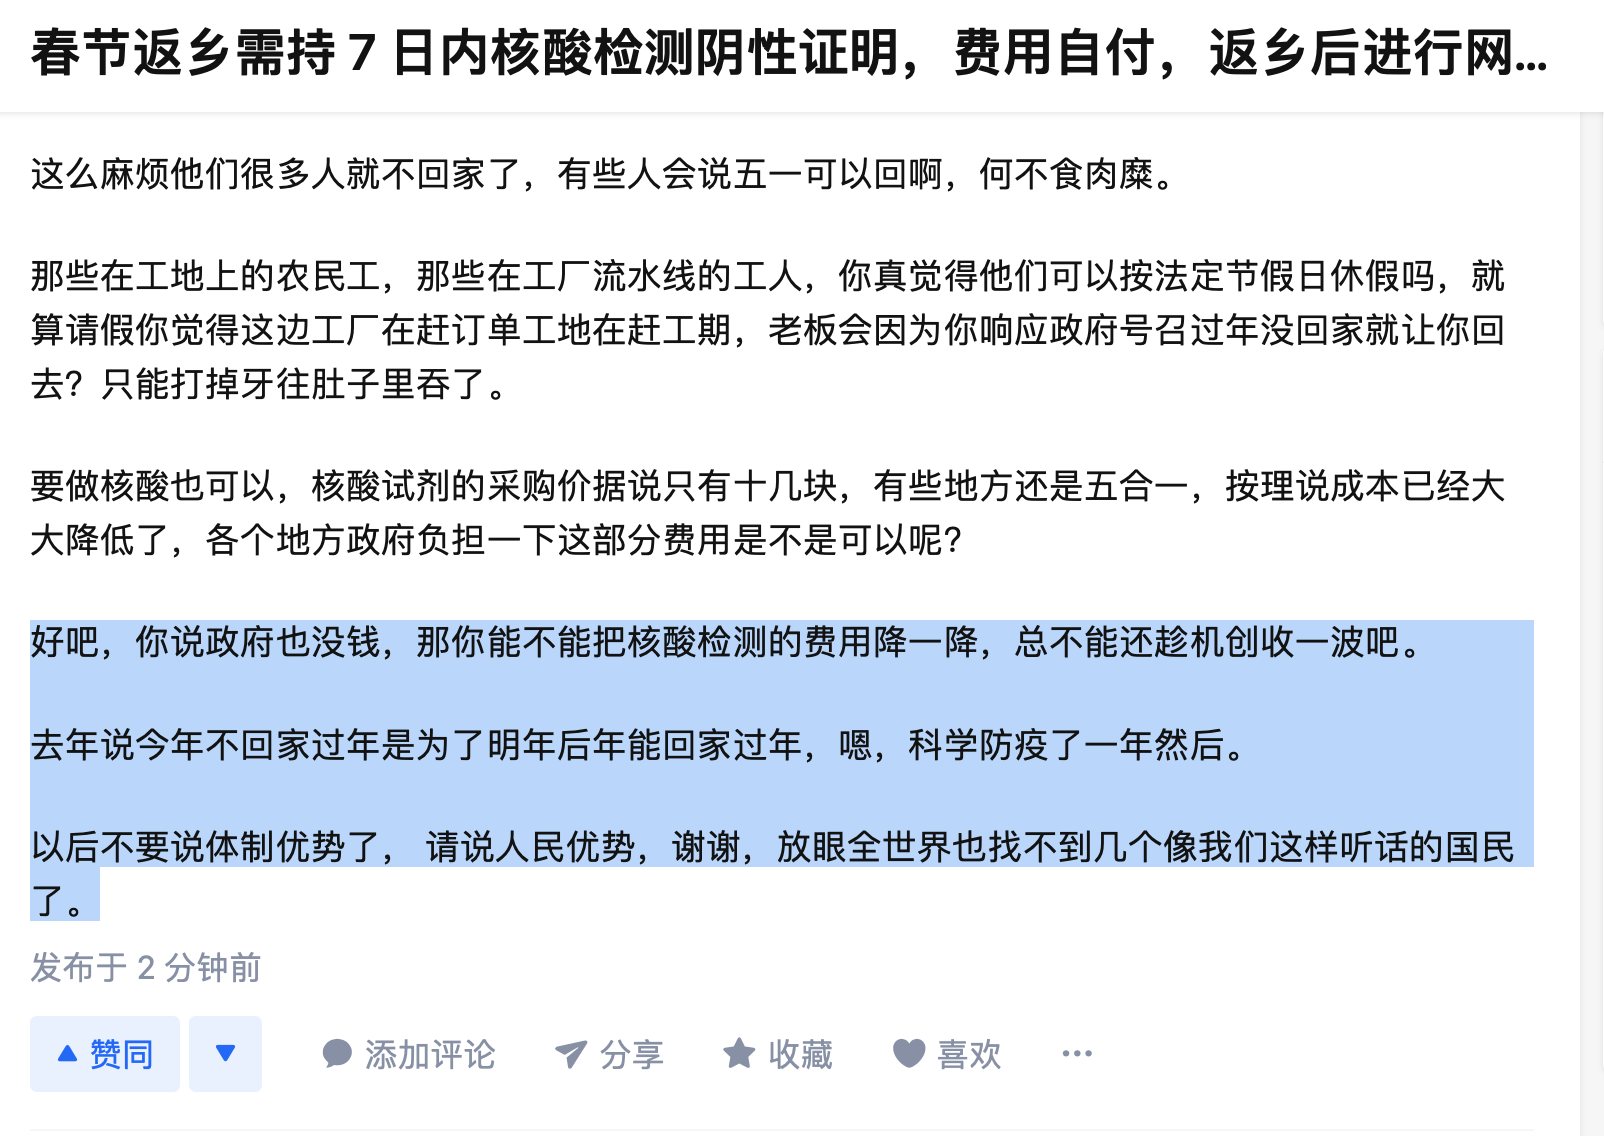 春节返乡需持 7 日内核酸检测阴性证明，费用自付，返乡后进行网...
这么麻烦他们很多人就不回家了，有些人会说五一可以回啊，何不食肉糜。
那些在工地上的农民工，那些在工厂流水线的工人，你真觉得他们可以按法定节假日休假吗，就
算请假你觉得这边工厂在赶订单工地在赶工期，老板会因为你响应政府号召过年没回家就让你回
去？只能打掉牙往肚子里吞了。
要做核酸也可以，核酸试剂的采购价据说只有十几块，有些地方还是五合一，按理说成本已经大
大降低了，各个地方政府负担一下这部分费用是不是可以呢？
好吧，你说政府也没钱，那你能不能把核酸检测的费用降一降，总不能还趁机创收一波吧。
去年说今年不回家过年是为了明年后年能回家过年，嗯，科学防疫了一年然后。
以后不要说体制优势了， 请说人民优势，谢谢，放眼全世界也找不到几个像我们这样听话的国民
了。
发布于 2 分钟前
赞同 添加评论 分享 收藏 喜欢 ...